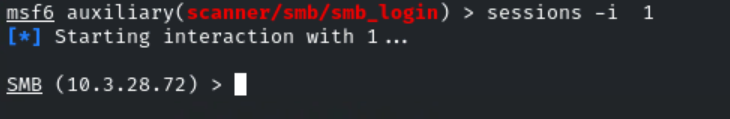 msf6 auxiliary(scanner/smb/smb_login) > sessions -i  1
[*] Starting interaction with 1...
SMB (10.3.28.72) >